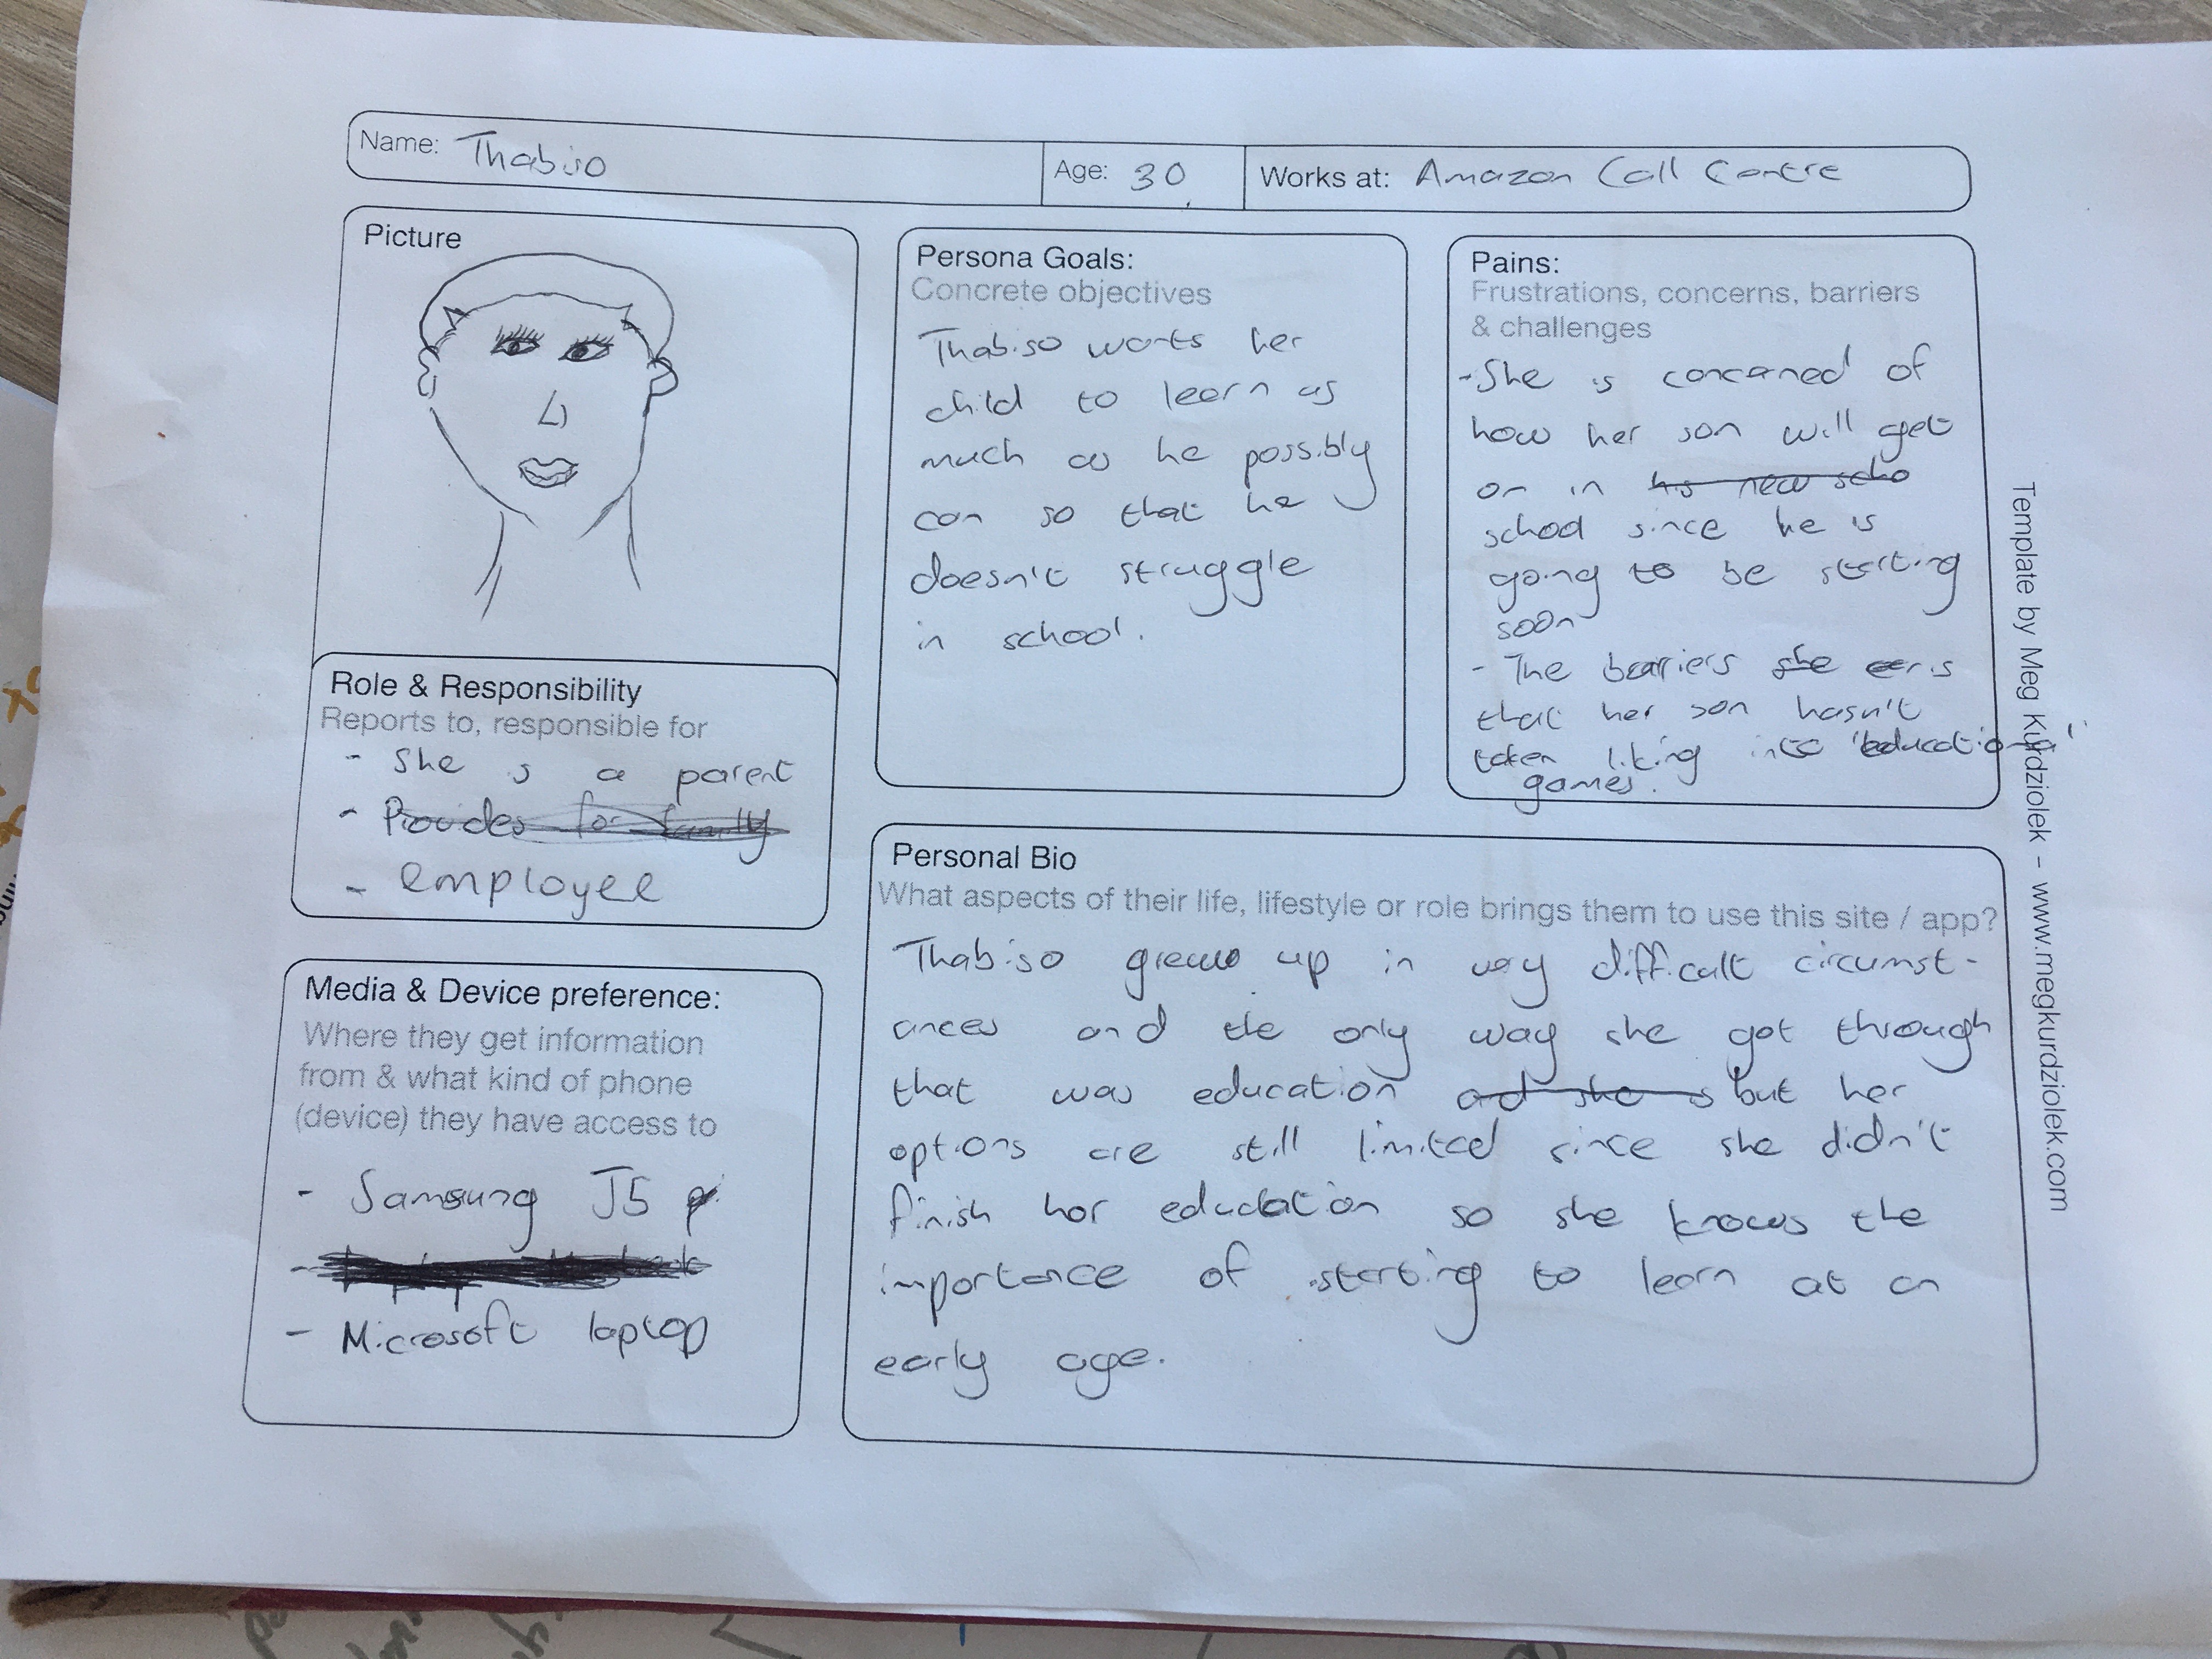 Name: Thabiso
Age: 30
Works at: Amazon Call Centre
Picture
Role & Responsibility
Reports to, responsible for
- She is a parent
- Provides for family
- employee
Media & Device preference:
Where they get information
from & what kind of phone
(device) they have access to
- Samsung J5
- Microsoft laptop
Persona Goals:
Concrete objectives
Thabiso wants her
child to learn as
much as he possibly
can so that he
doesn't struggle
in school.
Pains:
Frustrations, concerns, barriers
& challenges
- She is concerned of
how her son will get
on in his new scho
school since he is
going to be starting
soon
- The barriers she is
that her son hasn't
taken liking into "educational"
games.
Personal Bio
What aspects of their life, lifestyle or role brings them to use this site / app?
Thabiso grew up in very difficult circumst-
ances and the only way she got through
that was education and she but her
options are still limited since she didn't
finish her education so she knows the
importance of starting to learn at an
early age.
Template by Meg Kurdziolek - www.megkurdziolek.com